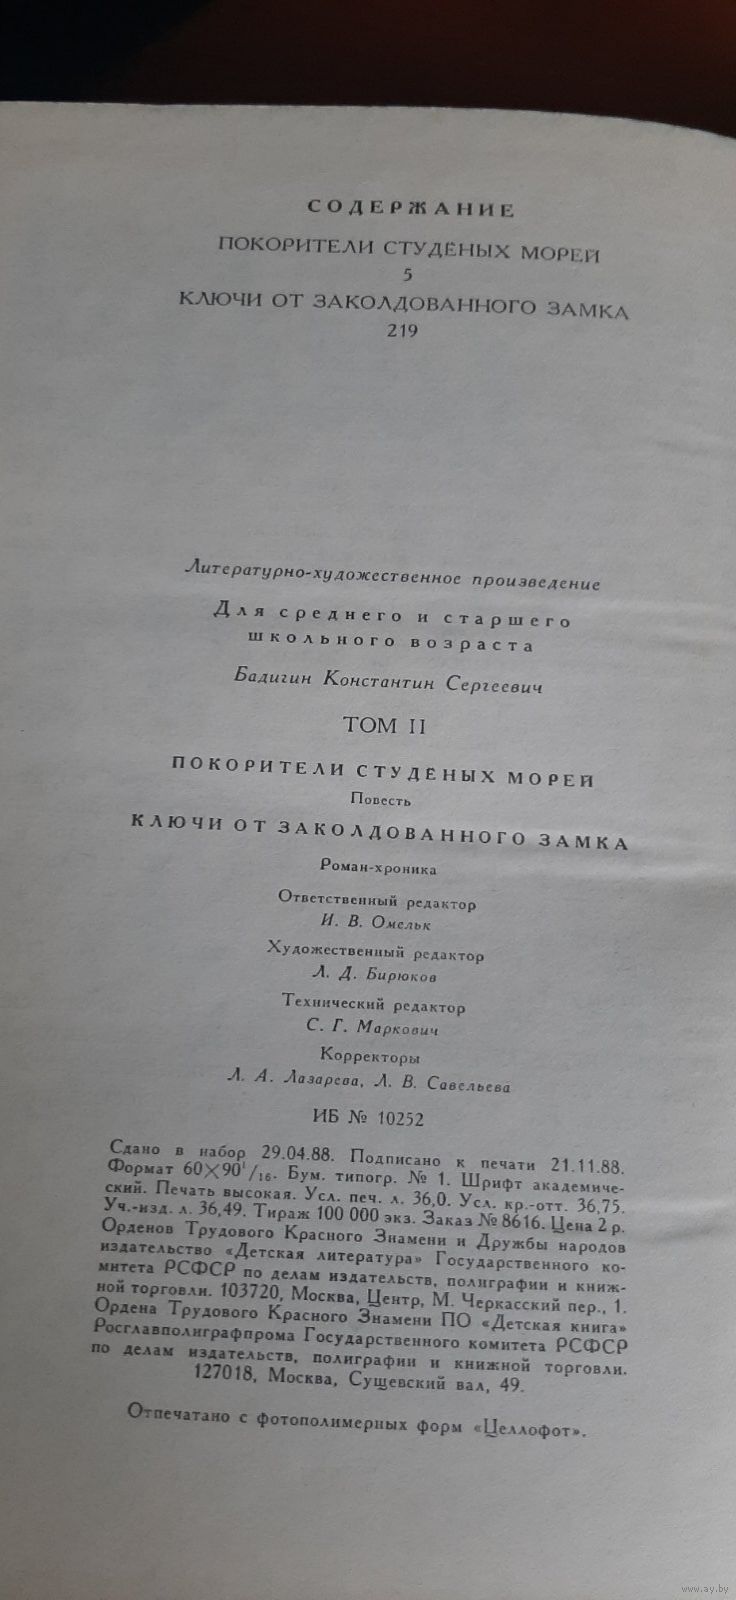 СОДЕРЖАНИЕ
ПОКОРИТЕЛИ СТУДЁНЫХ МОРЕЙ
5
КЛЮЧИ ОТ ЗАКОЛДОВАННОГО ЗАМКА
219
Литературно-художественное произведение
Для среднего и старшего
школьного возраста
Бадигин Константин Сергеевич
ТОМ II
ПОКОРИТЕЛИ СТУДЁНЫХ МОРЕЙ
Повесть
КЛЮЧИ ОТ ЗАКОЛДОВАННОГО ЗАМКА
Роман-хроника
Ответственный редактор
И. В. Омельк
Художественный редактор
Л. Д. Бирюков
Технический редактор
С. Г. Маркович
Корректоры
Л. А. Лазарева, Л. В. Савельева
ИБ № 10252
Сдано в набор 29.04.88. Подписано к печати 21.11.88.
Формат 60×90¹/₁₆. Бум. типогр. № 1. Шрифт академиче-
ский. Печать высокая. Усл. печ. л. 36,0. Усл. кр.-отт. 36,75.
Уч.-изд. л. 36,49. Тираж 100 000 экз. Заказ № 8616. Цена 2 р.
Орденов Трудового Красного Знамени и Дружбы народов
издательство «Детская литература» Государственного ко-
митета РСФСР по делам издательств, полиграфии и книж-
ной торговли. 103720, Москва, Центр, М. Черкасский пер., 1.
Ордена Трудового Красного Знамени ПО «Детская книга»
Росглавполиграфпрома Государственного комитета РСФСР
по делам издательств, полиграфии и книжной торговли.
127018, Москва, Сущевский вал, 49.
Отпечатано с фотополимерных форм «Целлофот».
www.ay.by